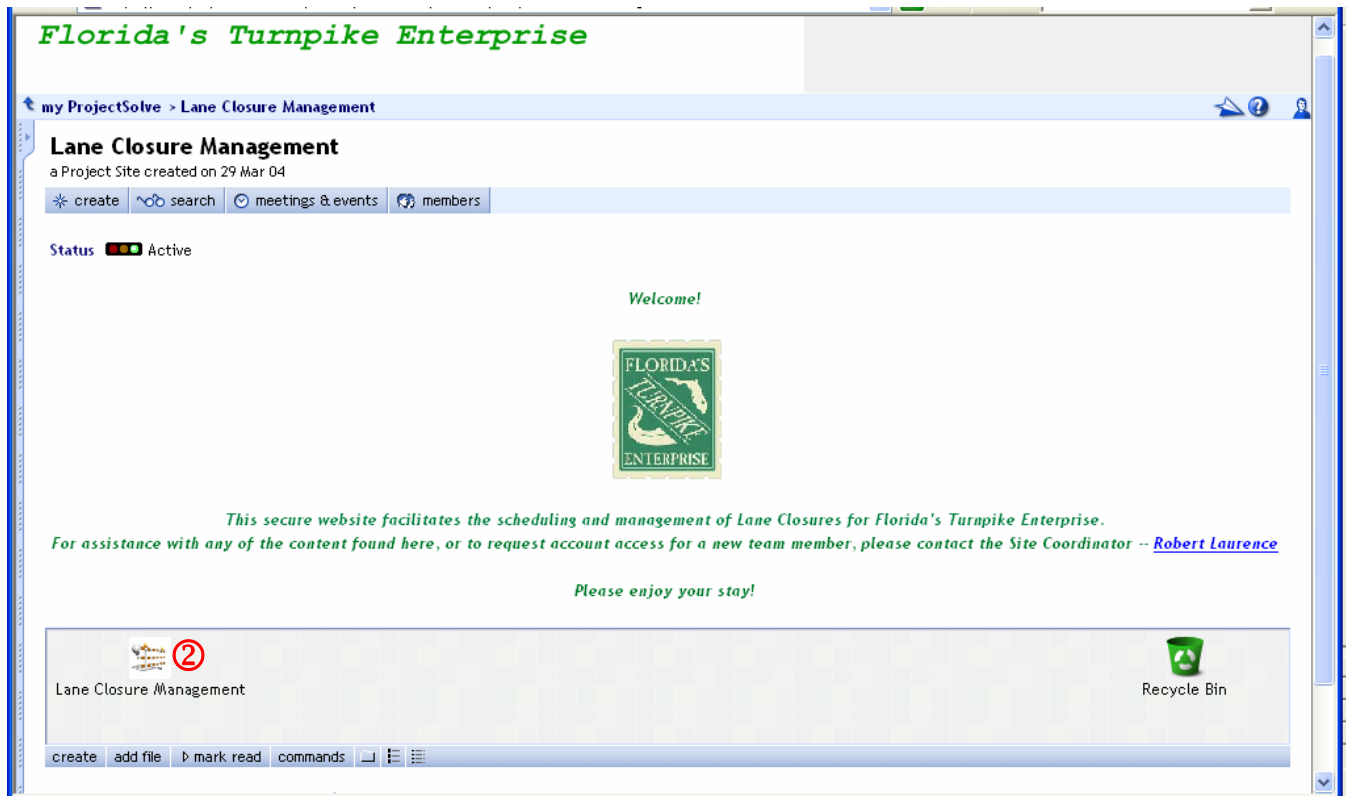 Florida's Turnpike Enterprise
my ProjectSolve > Lane Closure Management
Lane Closure Management
a Project Site created on 29 Mar 04
create search meetings & events members
Status Active
Welcome!
FLORIDA'S
TURNPIKE
ENTERPRISE
This secure website facilitates the scheduling and management of Lane Closures for Florida's Turnpike Enterprise.
For assistance with any of the content found here, or to request account access for a new team member, please contact the Site Coordinator -- Robert Laurence
Please enjoy your stay!
②
Lane Closure Management
Recycle Bin
create add file mark read commands